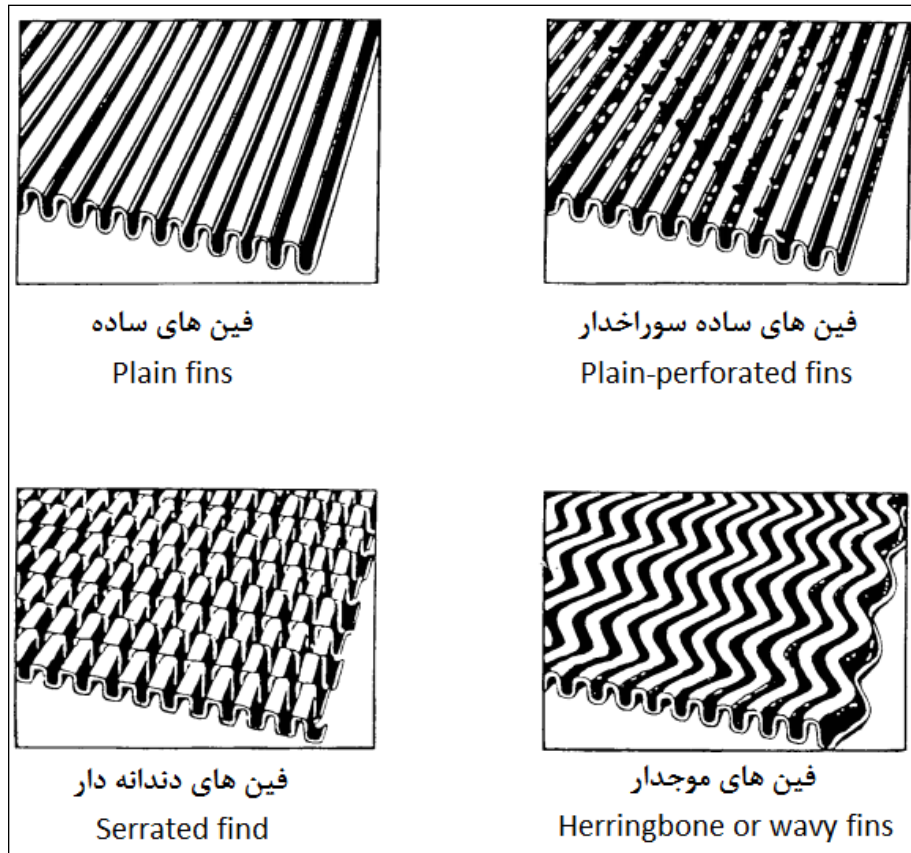 فین های ساده
Plain fins
فین های ساده سوراخدار
Plain-perforated fins
فین های دندانه دار
Serrated find
فین های موجدار
Herringbone or wavy fins